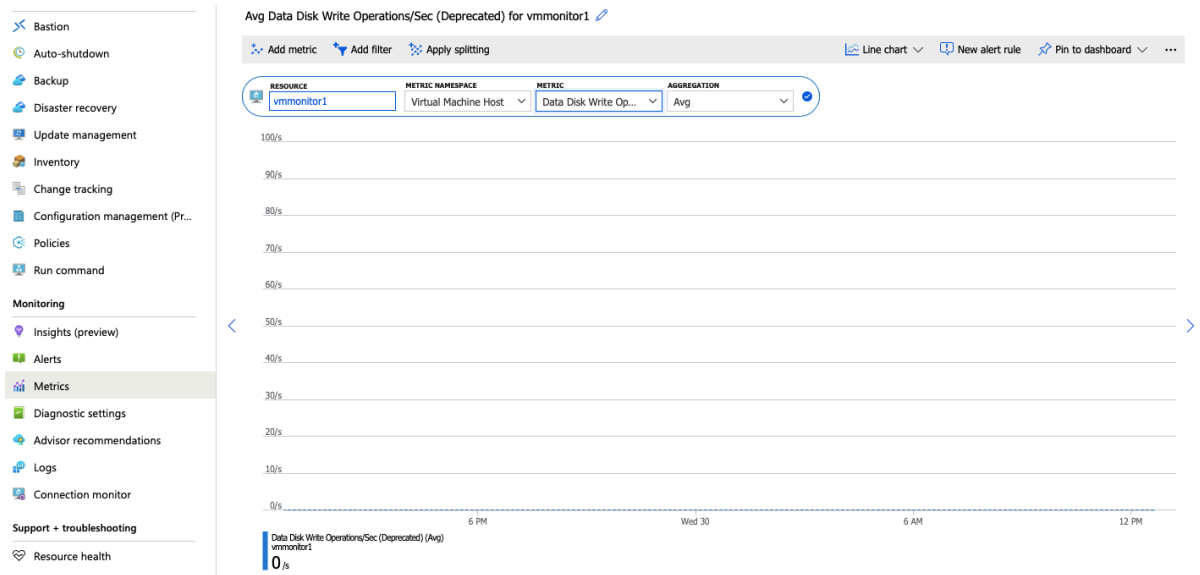 Bastion
Auto-shutdown
Backup
Disaster recovery
Update management
Inventory
Change tracking
Configuration management (Pr...
Policies
Run command
Monitoring
Insights (preview)
Alerts
Metrics
Diagnostic settings
Advisor recommendations
Logs
Connection monitor
Support + troubleshooting
Resource health
Avg Data Disk Write Operations/Sec (Deprecated) for vmmonitor1
Add metric Add filter Apply splitting Line chart New alert rule Pin to dashboard ...
RESOURCE METRIC NAMESPACE METRIC AGGREGATION
vmmonitor1 Virtual Machine Host Data Disk Write Op... Avg
100/s
90/s
80/s
70/s
60/s
50/s
40/s
30/s
20/s
10/s
0/s
6 PM Wed 30 6 AM 12 PM
Data Disk Write Operations/Sec (Deprecated) (Avg)
vmmonitor1
0 /s